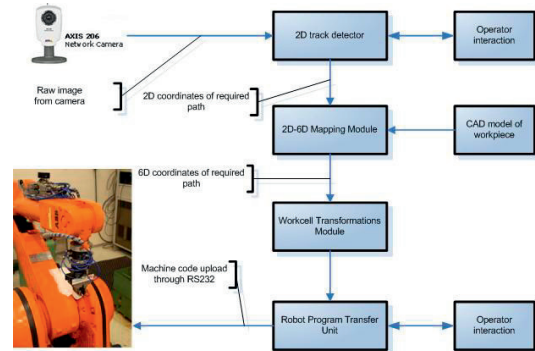 AXIS 206
Network Camera
2D track detector
Operator
interaction
Raw image
from camera
2D coordinates of required
path
2D-6D Mapping Module
CAD model of
workpiece
6D coordinates of required
path
Workcell Transformations
Module
Machine code upload
through RS232
Robot Program Transfer
Unit
Operator
interaction